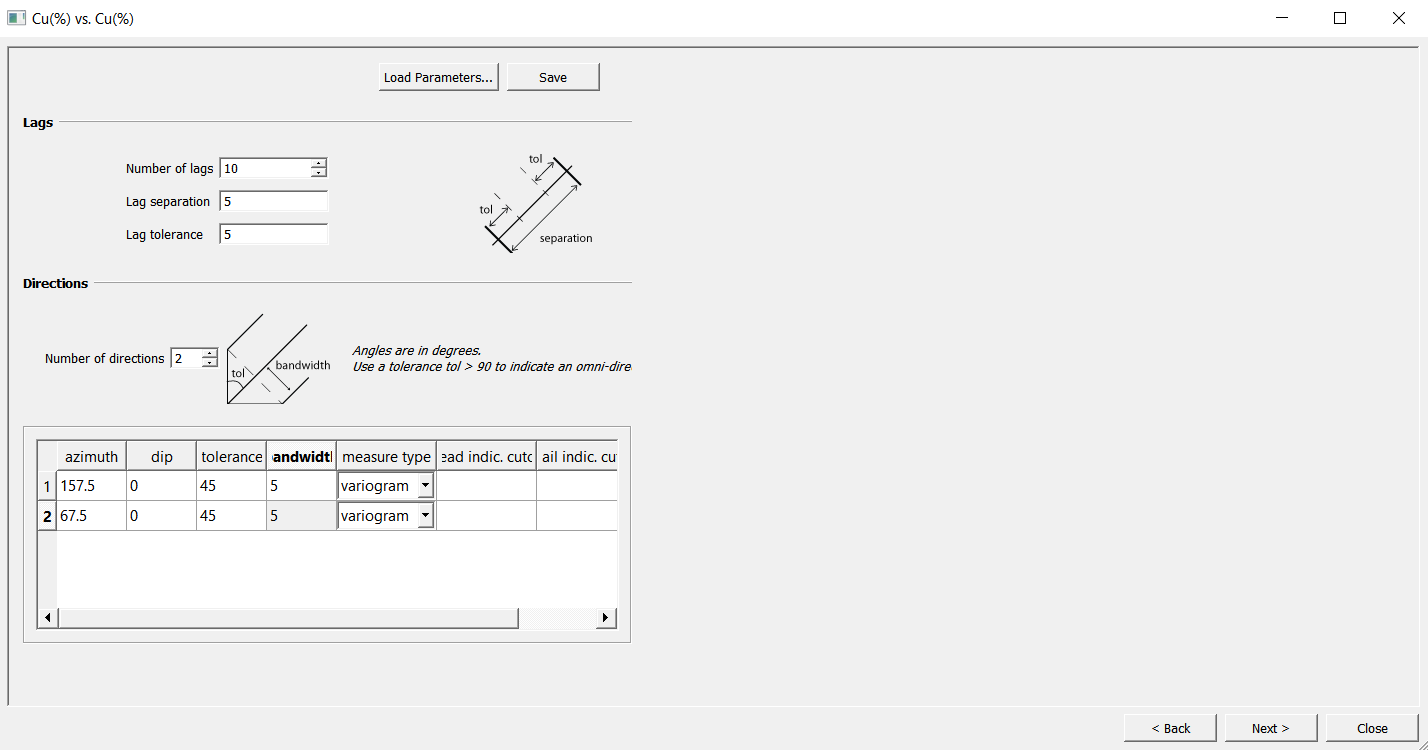 Cu(%) vs. Cu(%)
Load Parameters... Save
Lags
Number of lags 10
Lag separation 5
Lag tolerance 5
tol
tol
separation
Directions
Number of directions 2
tol
bandwidth
Angles are in degrees.
Use a tolerance tol > 90 to indicate an omni-dire
azimuth dip tolerance andwidt measure type ead indic. cuto ail indic. cu
1 157.5 0 45 5 variogram
2 67.5 0 45 5 variogram
< Back Next > Close